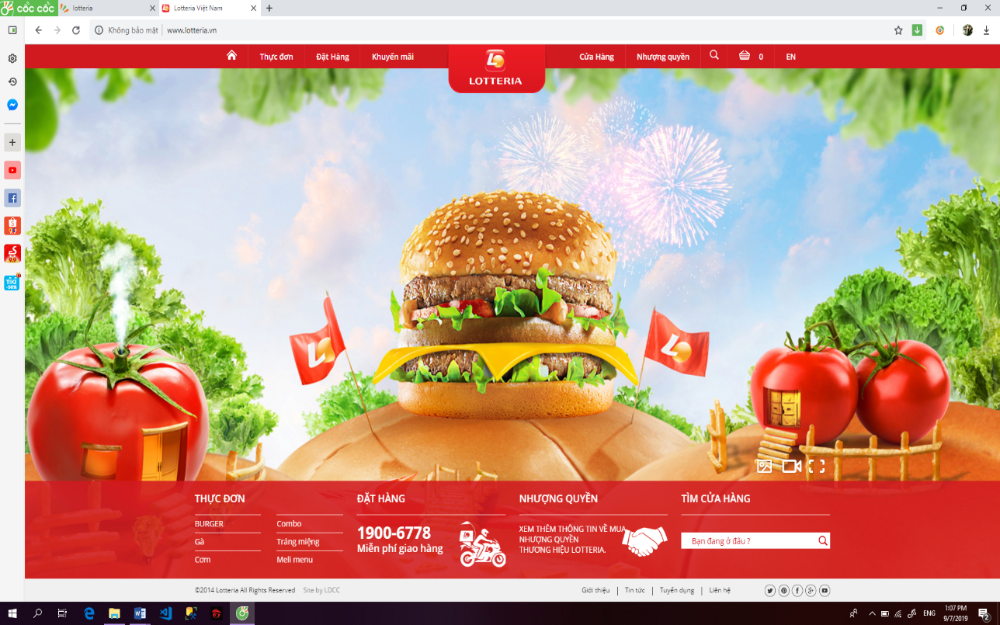 cốc cốc
lotteria
Lotteria Việt Nam
Không bảo mật
www.lotteria.vn
Thực đơn
Đặt Hàng
Khuyến mãi
LOTTERIA
Cửa Hàng
Nhượng quyền
0
EN
THỰC ĐƠN
BURGER
Combo
Gà
Tráng miệng
Cơm
Meli menu
ĐẶT HÀNG
1900-6778
Miễn phí giao hàng
NHƯỢNG QUYỀN
XEM THÊM THÔNG TIN VỀ MUA
NHƯỢNG QUYỀN
THƯƠNG HIỆU LOTTERIA.
TÌM CỬA HÀNG
Bạn đang ở đâu ?
©2014 Lotteria All Rights Reserved
Site by LDCC
Giới thiệu
Tin tức
Tuyển dụng
Liên hệ
TIKI
-50%
ENG
1:07 PM
9/7/2019
2